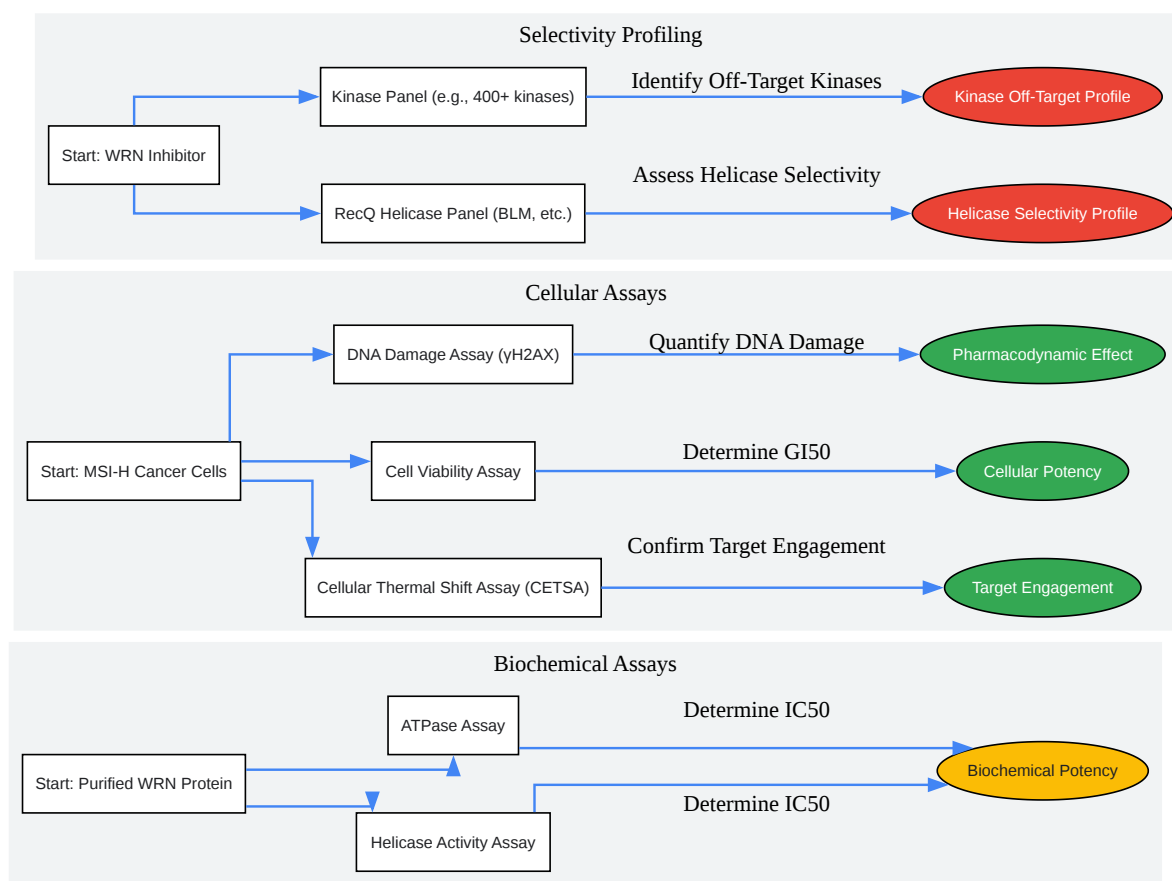 Selectivity Profiling
Kinase Panel (e.g., 400+ kinases)
Identify Off-Target Kinases
Kinase Off-Target Profile
Start: WRN Inhibitor
RecQ Helicase Panel (BLM, etc.)
Assess Helicase Selectivity
Helicase Selectivity Profile
Cellular Assays
DNA Damage Assay (γH2AX)
Quantify DNA Damage
Pharmacodynamic Effect
Start: MSI-H Cancer Cells
Cell Viability Assay
Determine GI50
Cellular Potency
Cellular Thermal Shift Assay (CETSA)
Confirm Target Engagement
Target Engagement
Biochemical Assays
ATPase Assay
Determine IC50
Start: Purified WRN Protein
Biochemical Potency
Helicase Activity Assay
Determine IC50